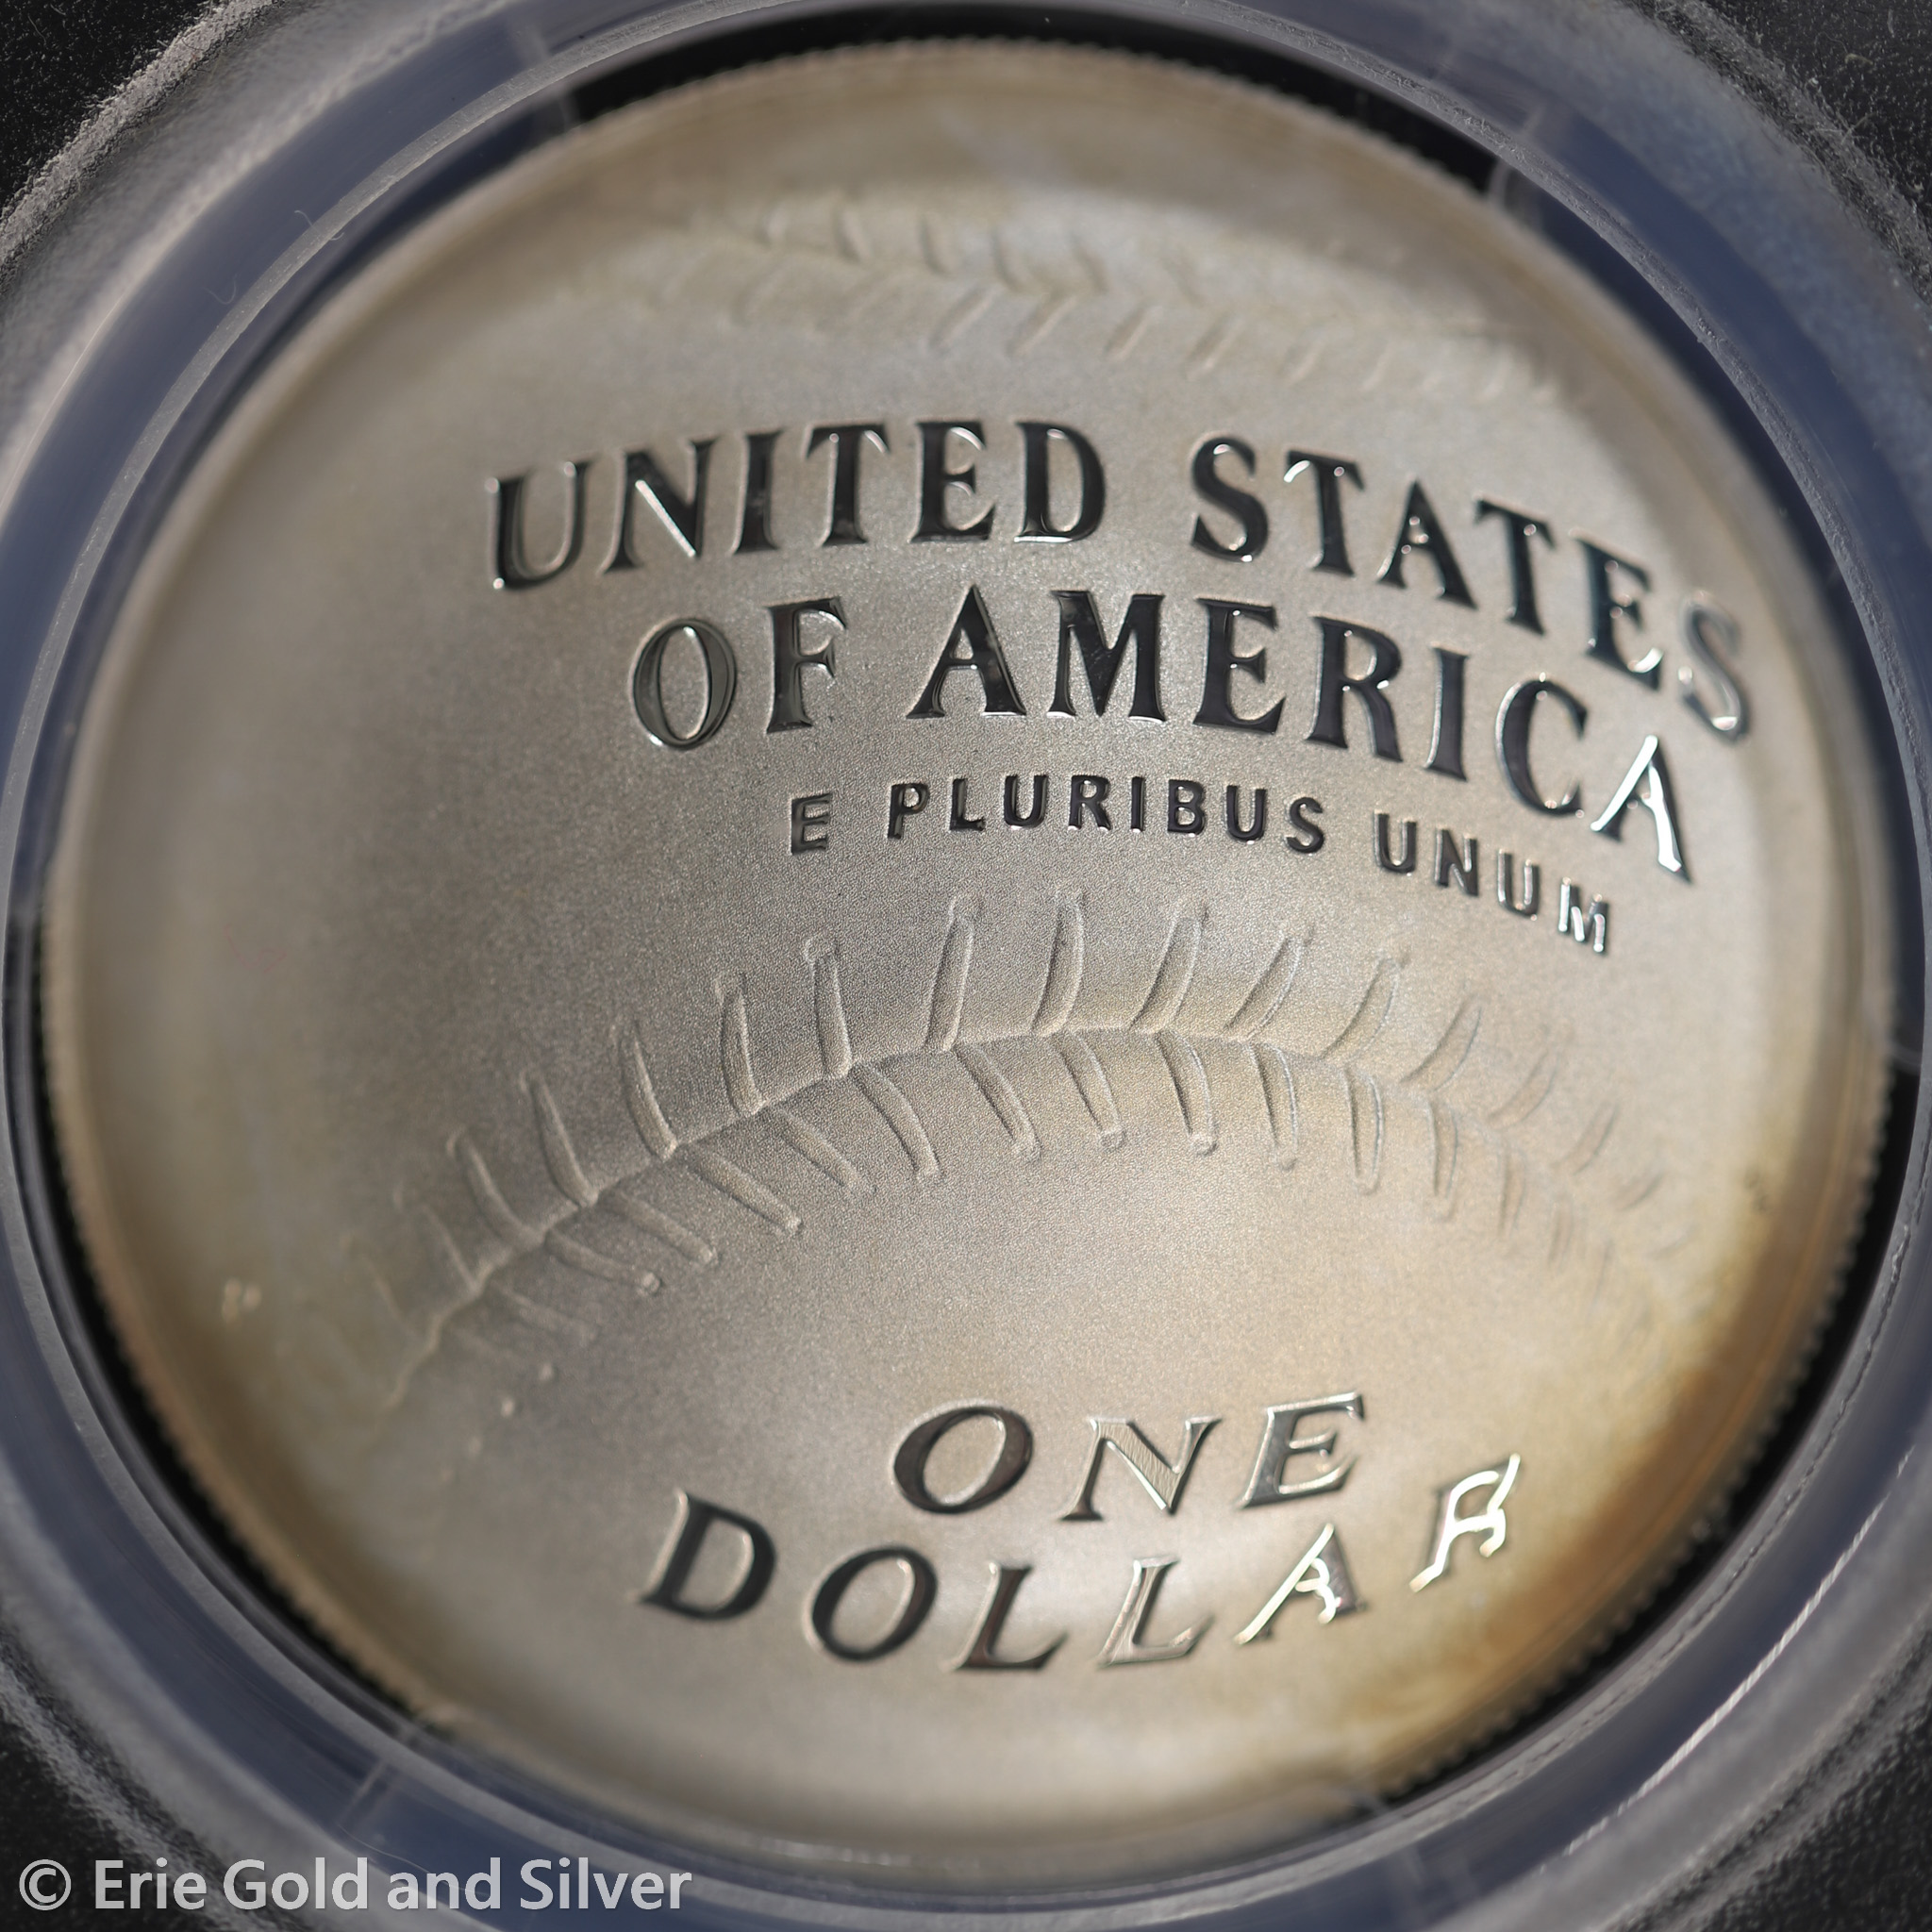 UNITED STATES
OF AMERICA
E PLURIBUS UNUM
ONE
DOLLAR
© Erie Gold and Silver